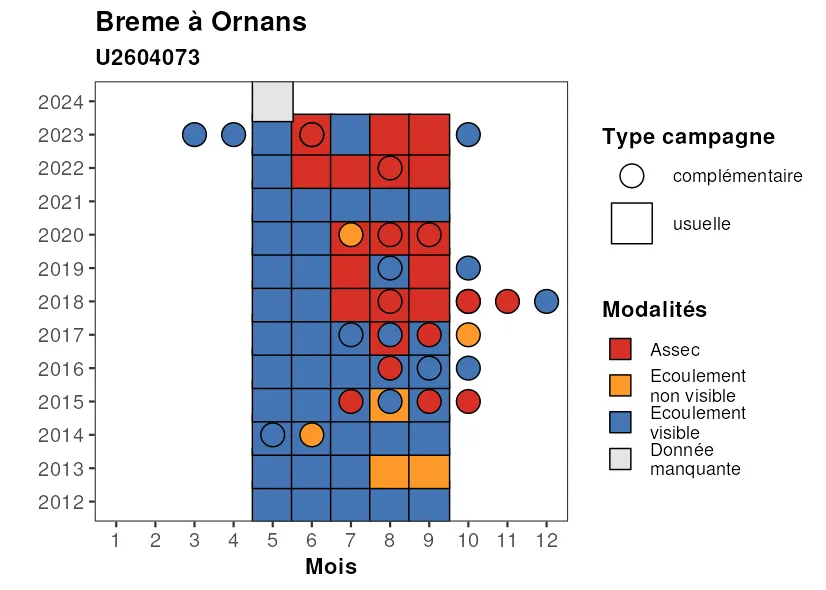 Breme à Ornans
U2604073
2024
2023
2022
2021
2020
2019
2018
2017
2016
2015
2014
2013
2012
1 2 3 4 5 6 7 8 9 10 11 12
Mois
Type campagne
complémentaire
usuelle
Modalités
Assec
Ecoulement
non visible
Ecoulement
visible
Donnée
manquante